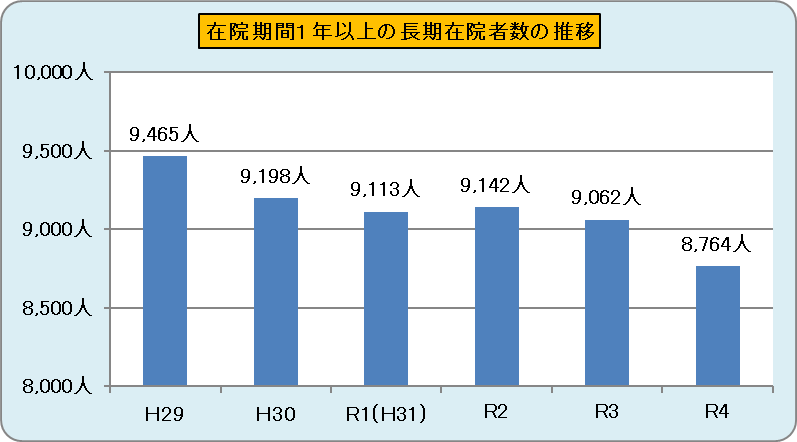 在院期間1年以上の長期在院者数の推移
10,000人
9,500人
9,000人
8,500人
8,000人
9,465人
9,198人
9,113人
9,142人
9,062人
8,764人
H29
H30
R1(H31)
R2
R3
R4